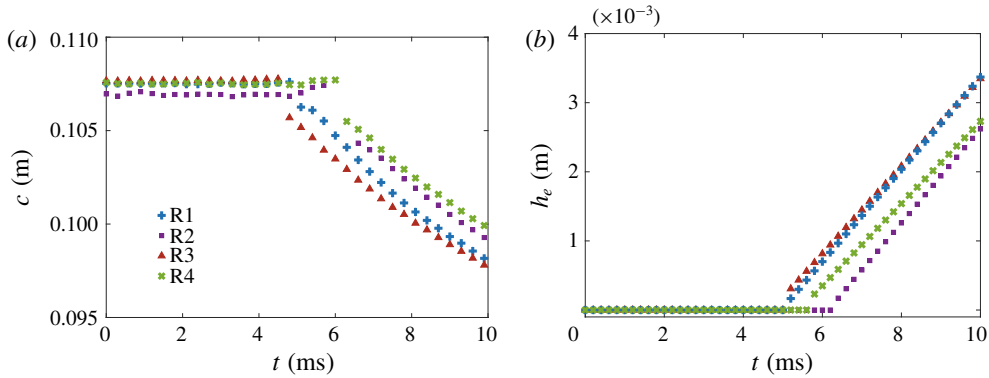 (a)
0.110
0.105
0.100
0.095
c (m)
R1
R2
R3
R4
0 2 4 6 8 10
t (ms)
(b)
(×10⁻³)
4
3
2
1
0 2 4 6 8 10
hₑ (m)
t (ms)